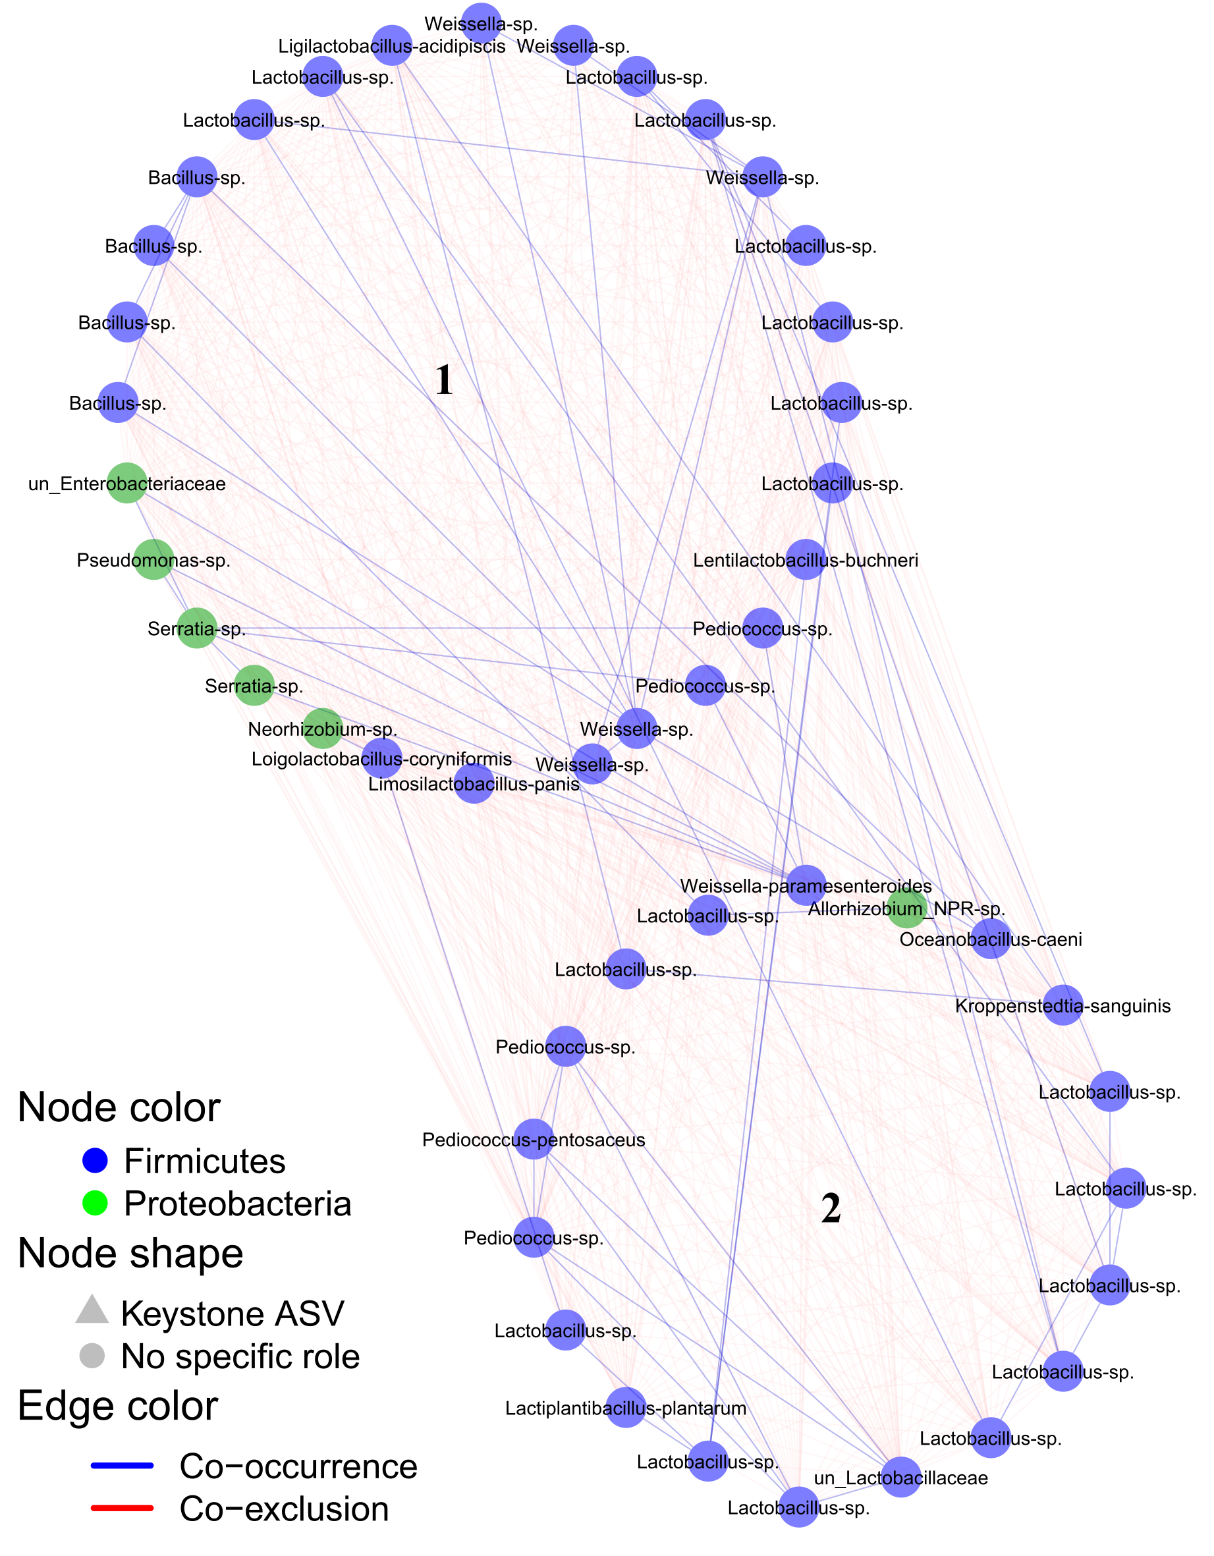 Weissella-sp.
Ligilactobacillus-acidipiscis
Weissella-sp.
Lactobacillus-sp.
Lactobacillus-sp.
Lactobacillus-sp.
Lactobacillus-sp.
Bacillus-sp.
Weissella-sp.
Bacillus-sp.
Lactobacillus-sp.
Bacillus-sp.
Lactobacillus-sp.
1
Bacillus-sp.
Lactobacillus-sp.
un_Enterobacteriaceae
Lactobacillus-sp.
Pseudomonas-sp.
Lentilactobacillus-buchneri
Serratia-sp.
Pediococcus-sp.
Serratia-sp.
Pediococcus-sp.
Neorhizobium-sp.
Weissella-sp.
Loigolactobacillus-coryniformis
Weissella-sp.
Limosilactobacillus-panis
Weissella-paramesenteroides
Lactobacillus-sp.
Allorhizobium_NPR-sp.
Oceanobacillus-caeni
Lactobacillus-sp.
Kroppenstedtia-sanguinis
Pediococcus-sp.
Lactobacillus-sp.
Pediococcus-pentosaceus
Lactobacillus-sp.
2
Pediococcus-sp.
Lactobacillus-sp.
Lactobacillus-sp.
Lactobacillus-sp.
Lactiplantibacillus-plantarum
Lactobacillus-sp.
Lactobacillus-sp.
un_Lactobacillaceae
Lactobacillus-sp.
Node color
Firmicutes
Proteobacteria
Node shape
Keystone ASV
No specific role
Edge color
Co−occurrence
Co−exclusion